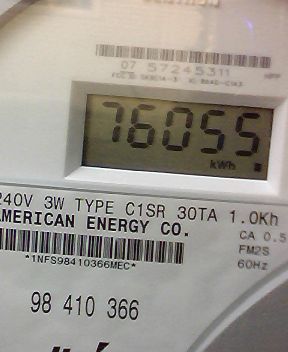 07 57245311
76055
kWh
240V 3W TYPE C1SR 30TA 1.0Kh
AMERICAN ENERGY CO.
CA 0.5
FM2S
60Hz
*1NFS98410366MEC*
98 410 366